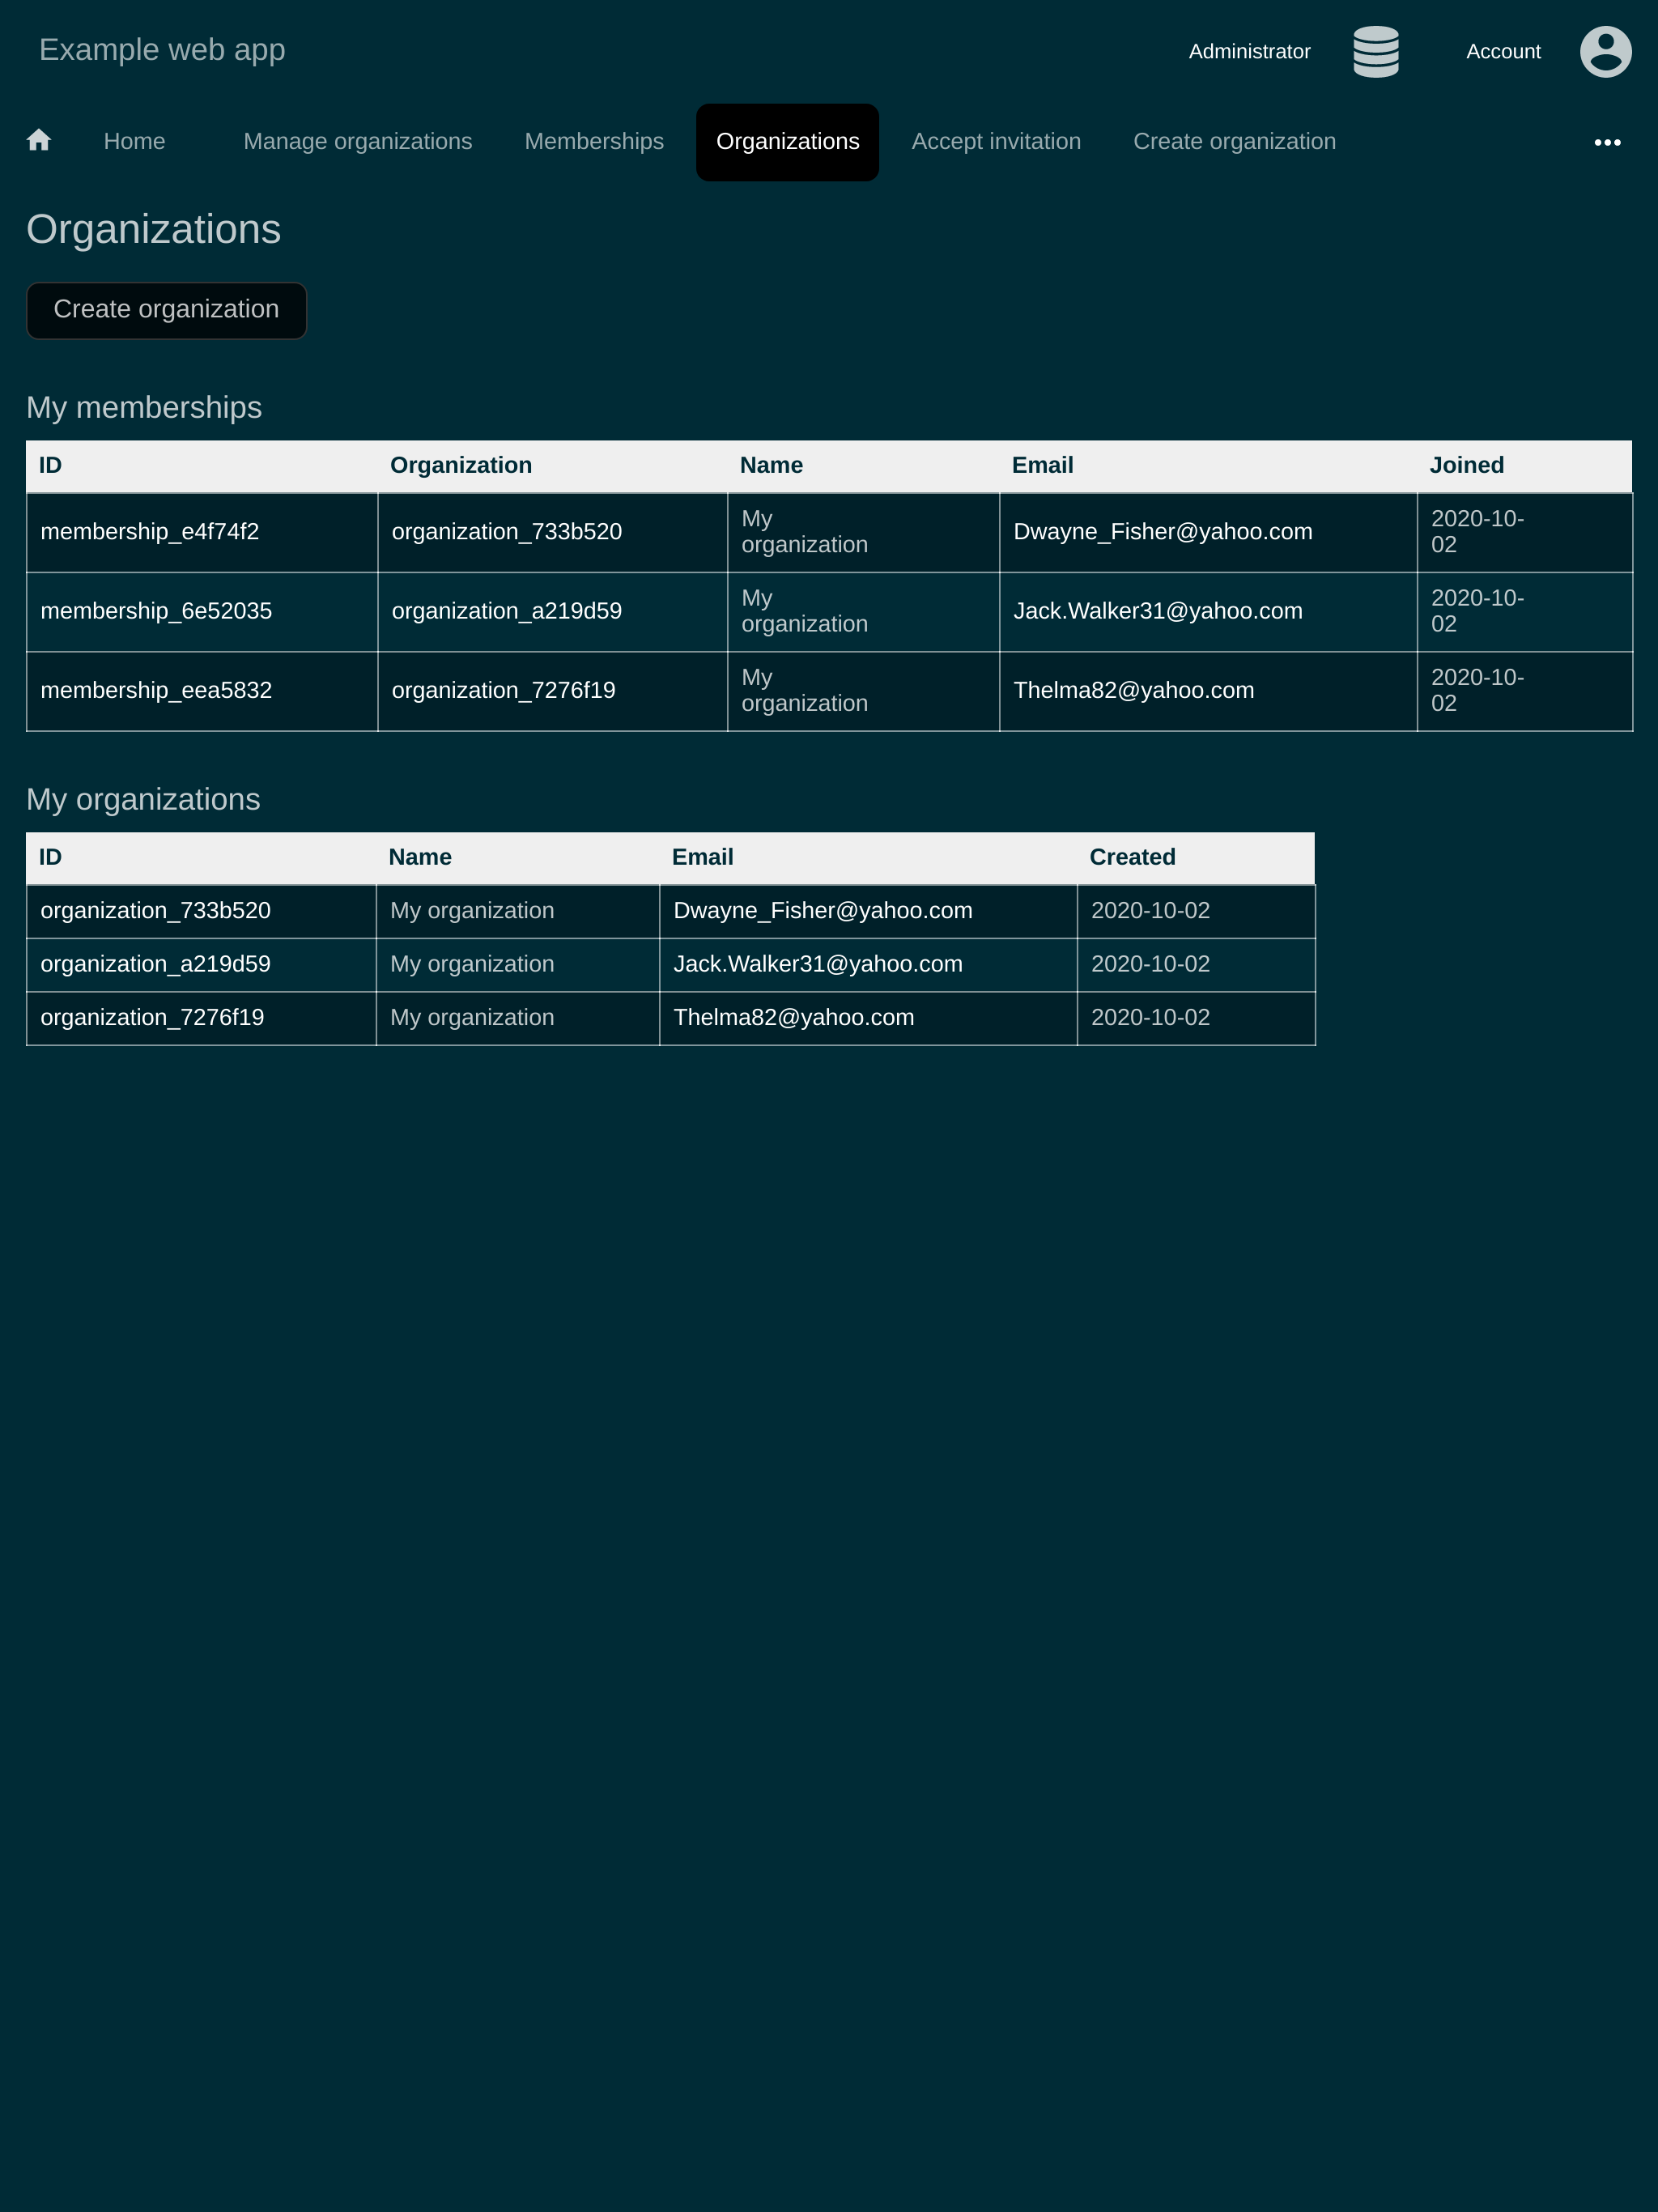 Example web app
Administrator
Account
Home
Manage organizations
Memberships
Organizations
Accept invitation
Create organization
Organizations
Create organization
My memberships
ID Organization Name Email Joined
membership_e4f74f2 organization_733b520 My organization Dwayne_Fisher@yahoo.com 2020-10-02
membership_6e52035 organization_a219d59 My organization Jack.Walker31@yahoo.com 2020-10-02
membership_eea5832 organization_7276f19 My organization Thelma82@yahoo.com 2020-10-02
My organizations
ID Name Email Created
organization_733b520 My organization Dwayne_Fisher@yahoo.com 2020-10-02
organization_a219d59 My organization Jack.Walker31@yahoo.com 2020-10-02
organization_7276f19 My organization Thelma82@yahoo.com 2020-10-02